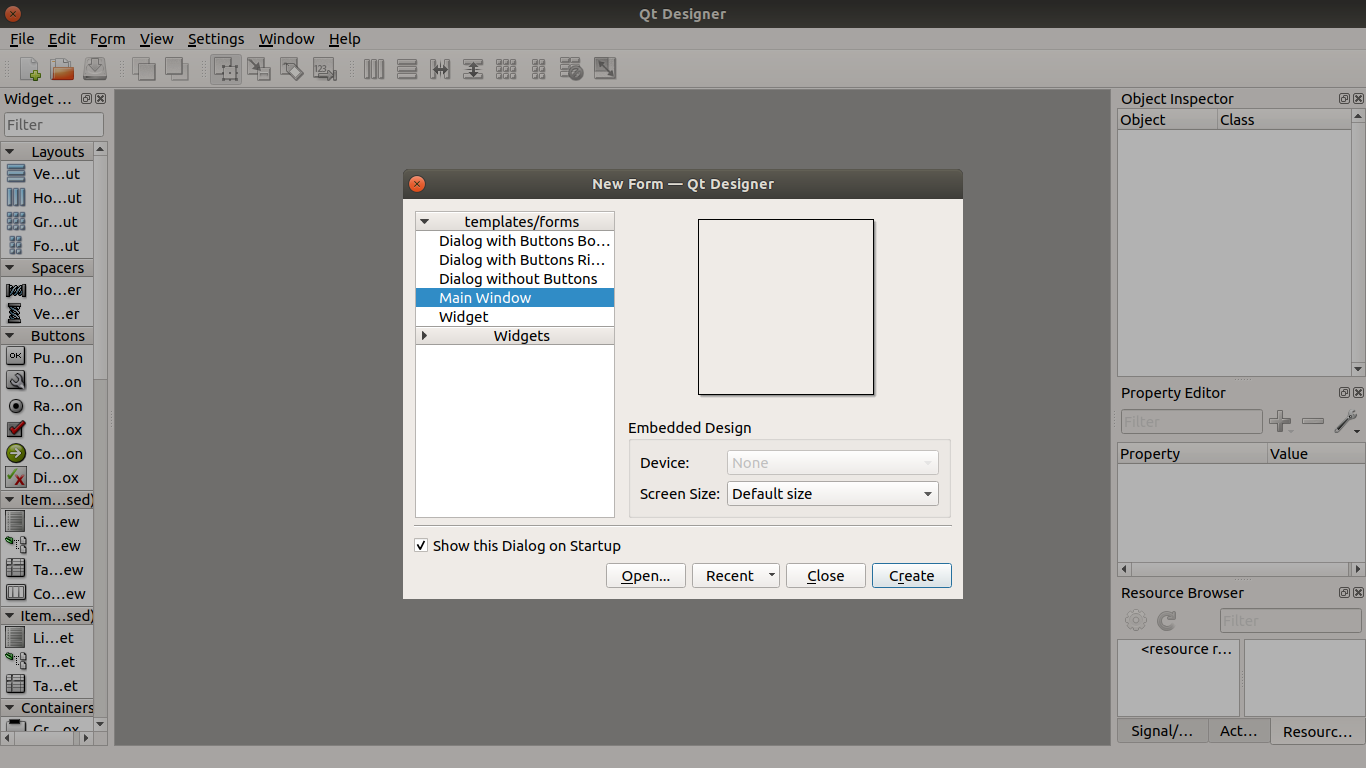 Qt Designer
File Edit Form View Settings Window Help
Widget ...
Filter
Layouts
Ve...ut
Ho...ut
Gr...ut
Fo...ut
Spacers
Ho...er
Ve...er
Buttons
OK Pu...on
To...on
Ra...on
Ch...ox
Co...on
Di...ox
Item...sed)
Li...ew
Tr...ew
Ta...ew
Co...ew
Item...sed)
Li...et
Tr...et
Ta...et
Containers
Gr...ox
New Form — Qt Designer
templates/forms
Dialog with Buttons Bo...
Dialog with Buttons Ri...
Dialog without Buttons
Main Window
Widget
Widgets
Embedded Design
Device: None
Screen Size: Default size
Show this Dialog on Startup
Open... Recent Close Create
Object Inspector
Object Class
Property Editor
Filter
Property Value
Resource Browser
Filter
<resource r...
Signal/... Act... Resourc...